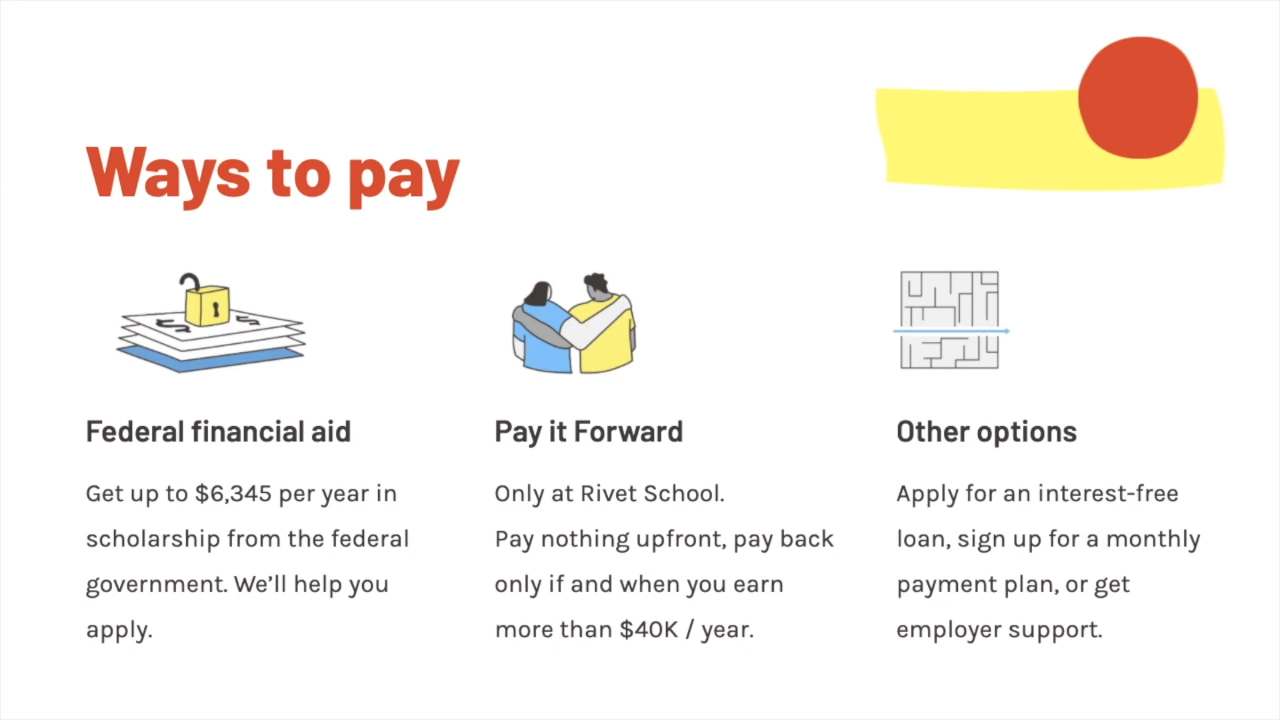 Ways to pay
Federal financial aid
Get up to $6,345 per year in
scholarship from the federal
government. We’ll help you
apply.
Pay it Forward
Only at Rivet School.
Pay nothing upfront, pay back
only if and when you earn
more than $40K / year.
Other options
Apply for an interest-free
loan, sign up for a monthly
payment plan, or get
employer support.